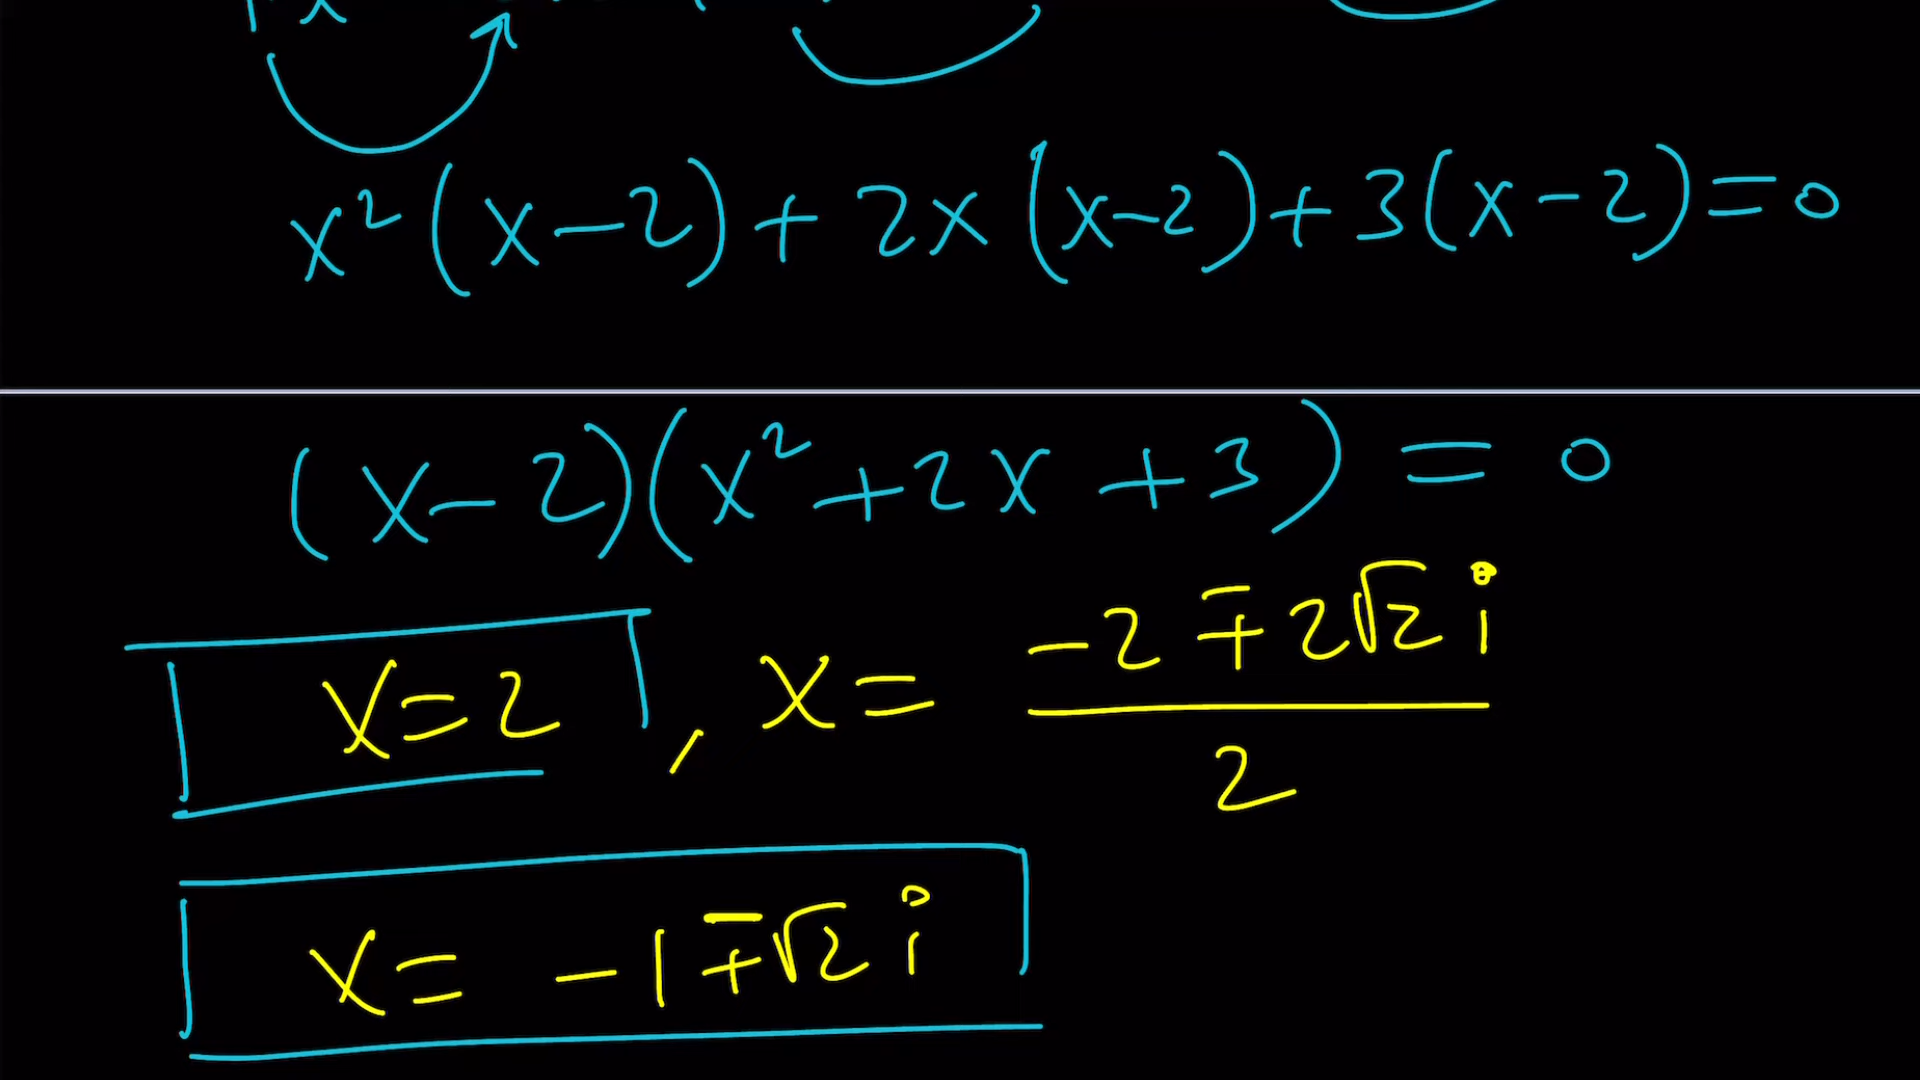 x²(x-2)+2x(x-2)+3(x-2)=0
(x-2)(x²+2x+3)=0
x=2, x= (-2∓2√2 i)/2
x= -1∓√2 i